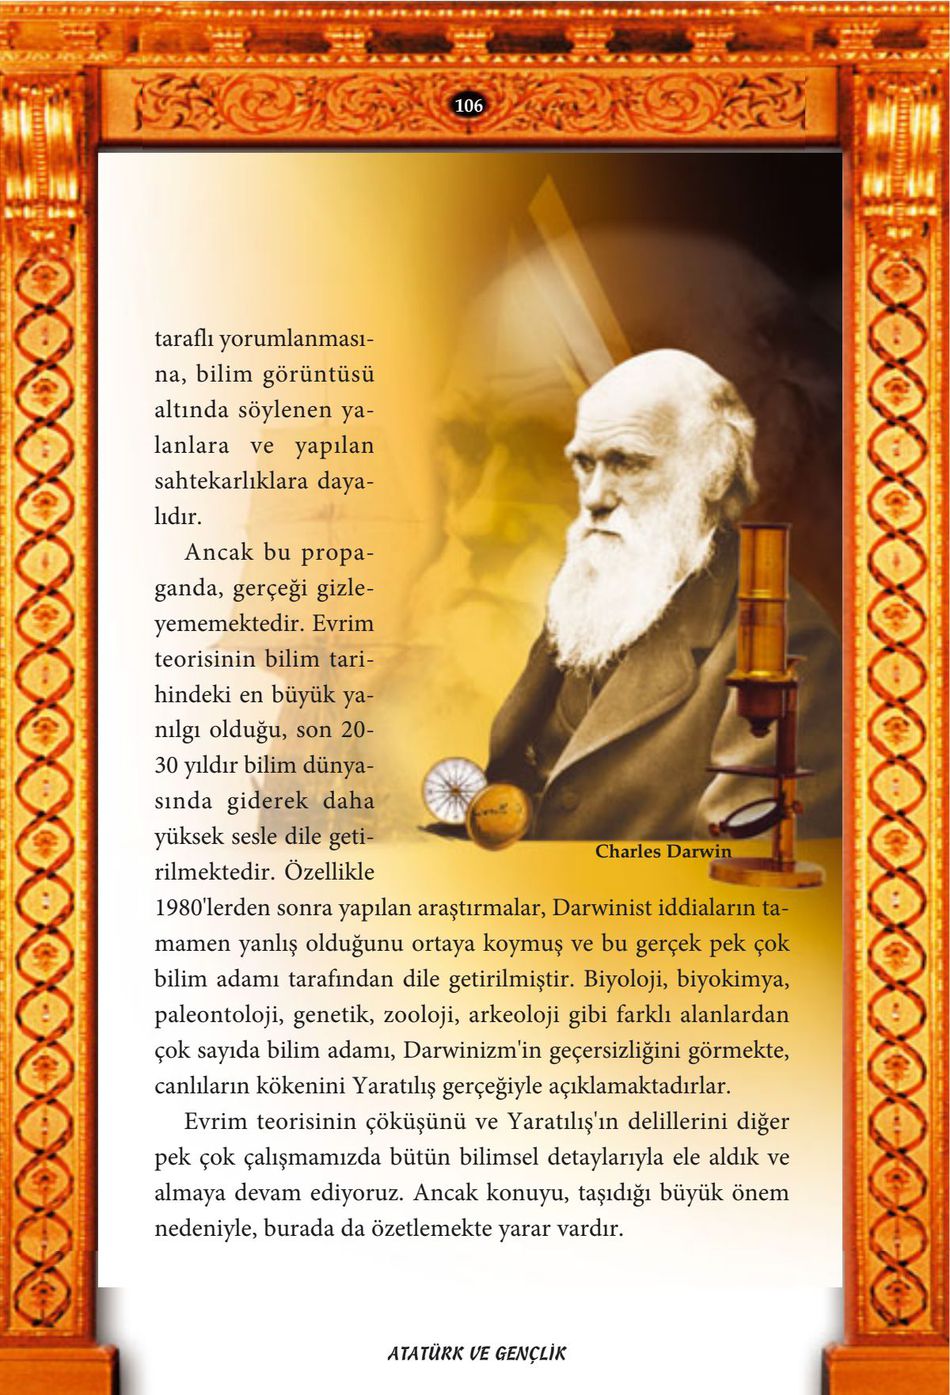 106
taraflı yorumlanması-
na, bilim görüntüsü
altında söylenen ya-
lanlara ve yapılan
sahtekarlıklara daya-
lıdır.
Ancak bu propa-
ganda, gerçeği gizle-
yememektedir. Evrim
teorisinin bilim tari-
hindeki en büyük ya-
nılgı olduğu, son 20-
30 yıldır bilim dünya-
sında giderek daha
yüksek sesle dile geti-
rilmektedir. Özellikle
1980'lerden sonra yapılan araştırmalar, Darwinist iddiaların ta-
mamen yanlış olduğunu ortaya koymuş ve bu gerçek pek çok
bilim adamı tarafından dile getirilmiştir. Biyoloji, biyokimya,
paleontoloji, genetik, zooloji, arkeoloji gibi farklı alanlardan
çok sayıda bilim adamı, Darwinizm'in geçersizliğini görmekte,
canlıların kökenini Yaratılış gerçeğiyle açıklamaktadırlar.
Evrim teorisinin çöküşünü ve Yaratılış'ın delillerini diğer
pek çok çalışmamızda bütün bilimsel detaylarıyla ele aldık ve
almaya devam ediyoruz. Ancak konuyu, taşıdığı büyük önem
nedeniyle, burada da özetlemekte yarar vardır.
Charles Darwin
ATATÜRK VE GENÇLİK